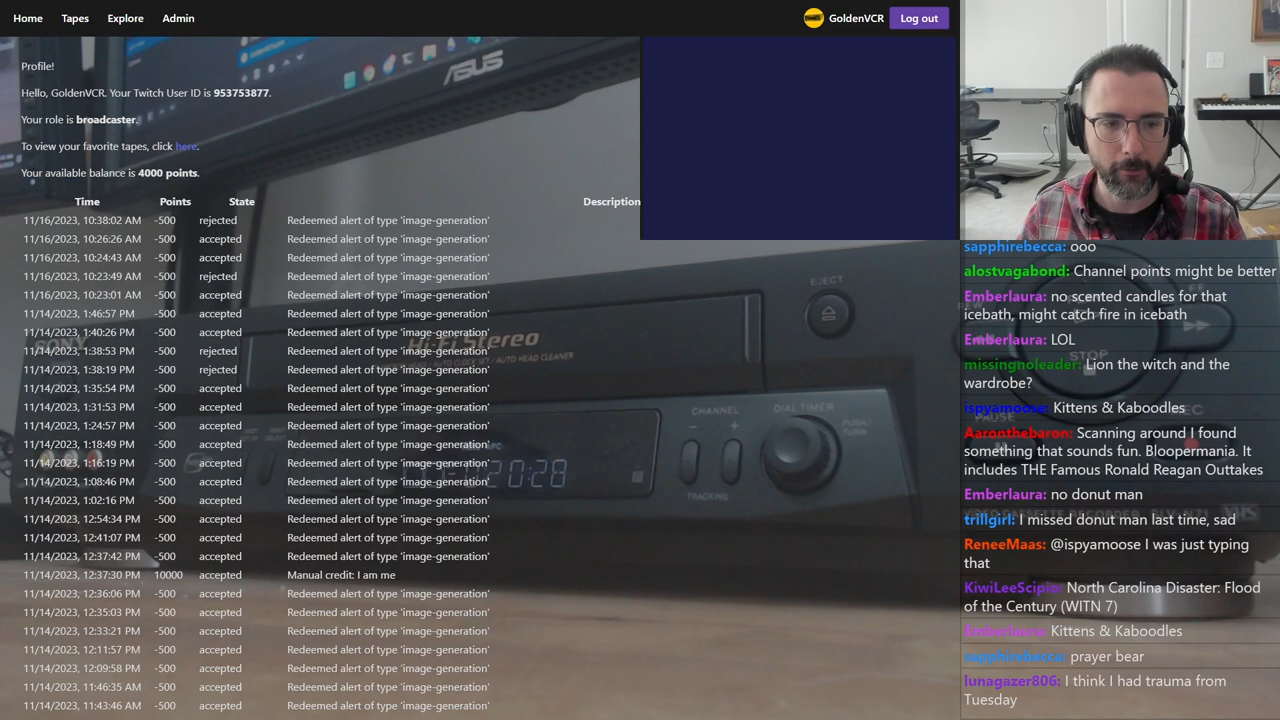 Home Tapes Explore Admin GoldenVCR Log out
Profile!
Hello, GoldenVCR. Your Twitch User ID is 953753877.
Your role is broadcaster.
To view your favorite tapes, click here.
Your available balance is 4000 points.
Time Points State Description
11/16/2023, 10:38:02 AM -500 rejected Redeemed alert of type 'image-generation'
11/16/2023, 10:26:26 AM -500 accepted Redeemed alert of type 'image-generation'
11/16/2023, 10:24:43 AM -500 accepted Redeemed alert of type 'image-generation'
11/16/2023, 10:23:49 AM -500 rejected Redeemed alert of type 'image-generation'
11/16/2023, 10:23:01 AM -500 accepted Redeemed alert of type 'image-generation'
11/14/2023, 1:46:57 PM -500 accepted Redeemed alert of type 'image-generation'
11/14/2023, 1:40:26 PM -500 accepted Redeemed alert of type 'image-generation'
11/14/2023, 1:38:53 PM -500 rejected Redeemed alert of type 'image-generation'
11/14/2023, 1:38:19 PM -500 rejected Redeemed alert of type 'image-generation'
11/14/2023, 1:35:54 PM -500 accepted Redeemed alert of type 'image-generation'
11/14/2023, 1:31:53 PM -500 accepted Redeemed alert of type 'image-generation'
11/14/2023, 1:24:57 PM -500 accepted Redeemed alert of type 'image-generation'
11/14/2023, 1:18:49 PM -500 accepted Redeemed alert of type 'image-generation'
11/14/2023, 1:16:19 PM -500 accepted Redeemed alert of type 'image-generation'
11/14/2023, 1:08:46 PM -500 accepted Redeemed alert of type 'image-generation'
11/14/2023, 1:02:16 PM -500 accepted Redeemed alert of type 'image-generation'
11/14/2023, 12:54:34 PM -500 accepted Redeemed alert of type 'image-generation'
11/14/2023, 12:41:07 PM -500 accepted Redeemed alert of type 'image-generation'
11/14/2023, 12:37:42 PM -500 accepted Redeemed alert of type 'image-generation'
11/14/2023, 12:37:30 PM 10000 accepted Manual credit: I am me
11/14/2023, 12:36:06 PM -500 accepted Redeemed alert of type 'image-generation'
11/14/2023, 12:35:03 PM -500 accepted Redeemed alert of type 'image-generation'
11/14/2023, 12:33:21 PM -500 accepted Redeemed alert of type 'image-generation'
11/14/2023, 12:11:57 PM -500 accepted Redeemed alert of type 'image-generation'
11/14/2023, 12:09:58 PM -500 accepted Redeemed alert of type 'image-generation'
11/14/2023, 11:46:35 AM -500 accepted Redeemed alert of type 'image-generation'
11/14/2023, 11:43:46 AM -500 accepted Redeemed alert of type 'image-generation'
ASUS
SONY
Hi-Fi Stereo
AUTO HEAD CLEANER
EJECT
CHANNEL
TRACKING
DIAL TIMER
PUSH/
TURN
20:28
STOP
PAUSE
REC
VHS
sapphirebecca: ooo
alostvagabond: Channel points might be better
Emberlaura: no scented candles for that
icebath, might catch fire in icebath
Emberlaura: LOL
missingnoleader: Lion the witch and the
wardrobe?
ispyamoose: Kittens & Kaboodles
Aaronthebaron: Scanning around I found
something that sounds fun. Bloopermania. It
includes THE Famous Ronald Reagan Outtakes
Emberlaura: no donut man
trillgirl: I missed donut man last time, sad
ReneeMaas: @ispyamoose I was just typing
that
KiwiLeeScipio: North Carolina Disaster: Flood
of the Century (WITN 7)
Emberlaura: Kittens & Kaboodles
sapphirebecca: prayer bear
lunagazer806: I think I had trauma from
Tuesday